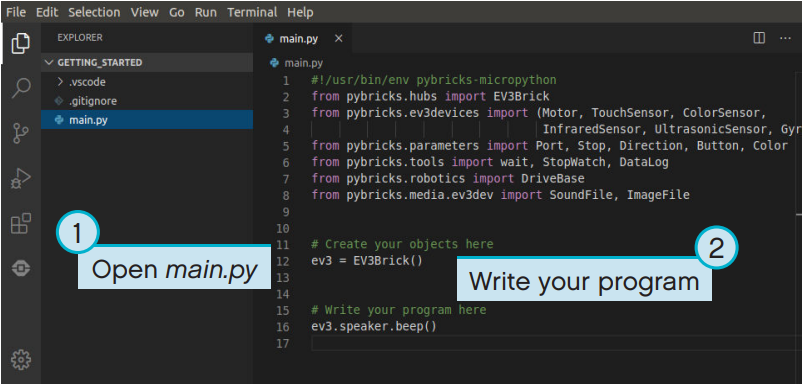 File Edit Selection View Go Run Terminal Help
EXPLORER
GETTING_STARTED
.vscode
.gitignore
main.py
main.py
main.py
1 #!/usr/bin/env pybricks-micropython
2 from pybricks.hubs import EV3Brick
3 from pybricks.ev3devices import (Motor, TouchSensor, ColorSensor,
4 InfraredSensor, UltrasonicSensor, Gyr
5 from pybricks.parameters import Port, Stop, Direction, Button, Color
6 from pybricks.tools import wait, StopWatch, DataLog
7 from pybricks.robotics import DriveBase
8 from pybricks.media.ev3dev import SoundFile, ImageFile
9
10
11 # Create your objects here
12 ev3 = EV3Brick()
13
14
15 # Write your program here
16 ev3.speaker.beep()
17
1
Open main.py
2
Write your program